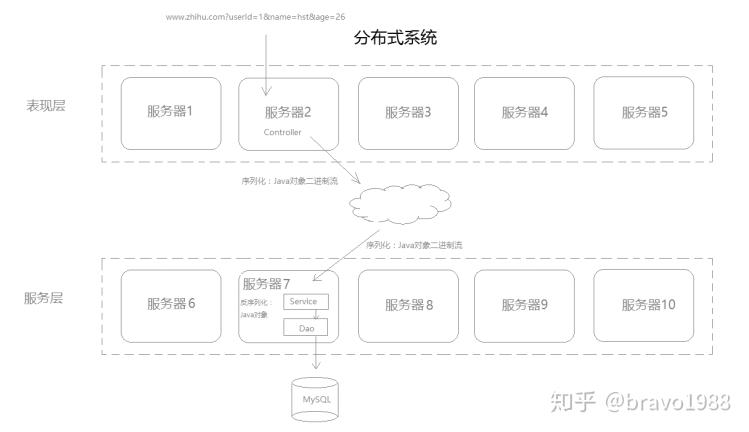 www.zhihu.com?userId=1&name=hst&age=26
分布式系统
表现层
服务器1
服务器2
Controller
服务器3
服务器4
服务器5
序列化：Java对象二进制流
序列化：Java对象二进制流
服务层
服务器6
服务器7
反序列化：
Java对象
Service
Dao
服务器8
服务器9
服务器10
MySQL
知乎 @bravo1988